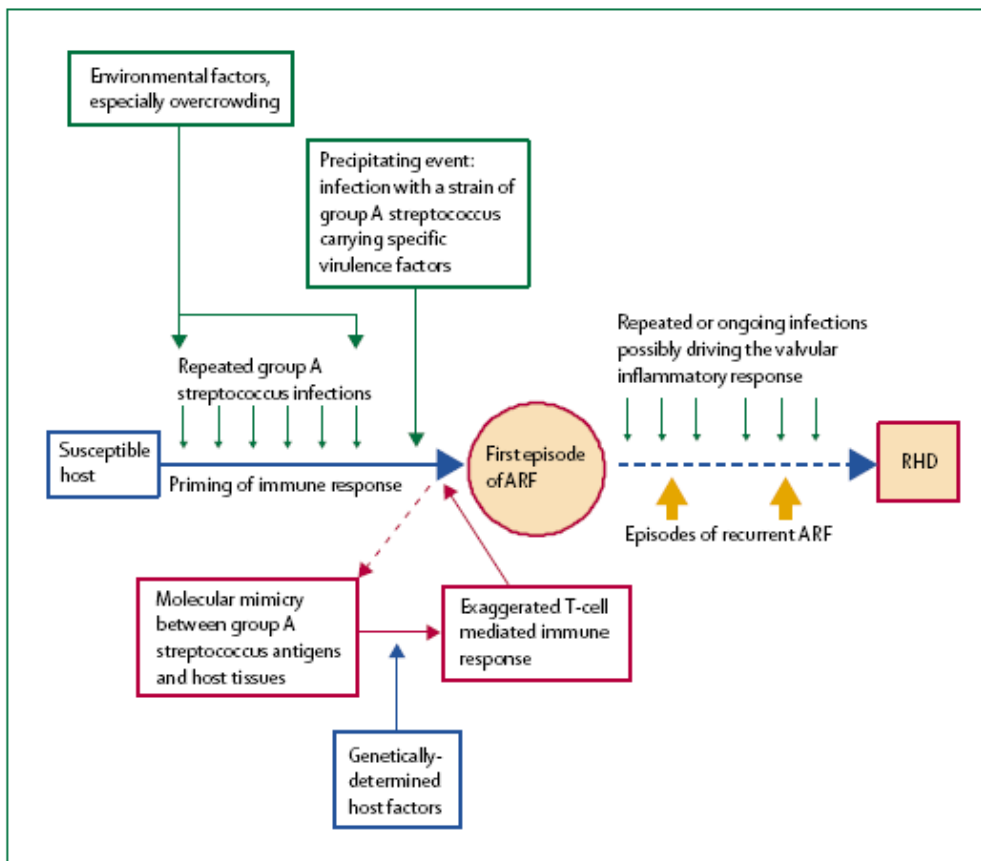 Environmental factors,
especially overcrowding
Precipitating event:
infection with a strain of
group A streptococcus
carrying specific
virulence factors
Repeated group A
streptococcus infections
Repeated or ongoing infections
possibly driving the valvular
inflammatory response
Susceptible
host
Priming of immune response
First episode
of ARF
RHD
Episodes of recurrent ARF
Molecular mimicry
between group A
streptococcus antigens
and host tissues
Exaggerated T-cell
mediated immune
response
Genetically-
determined
host factors